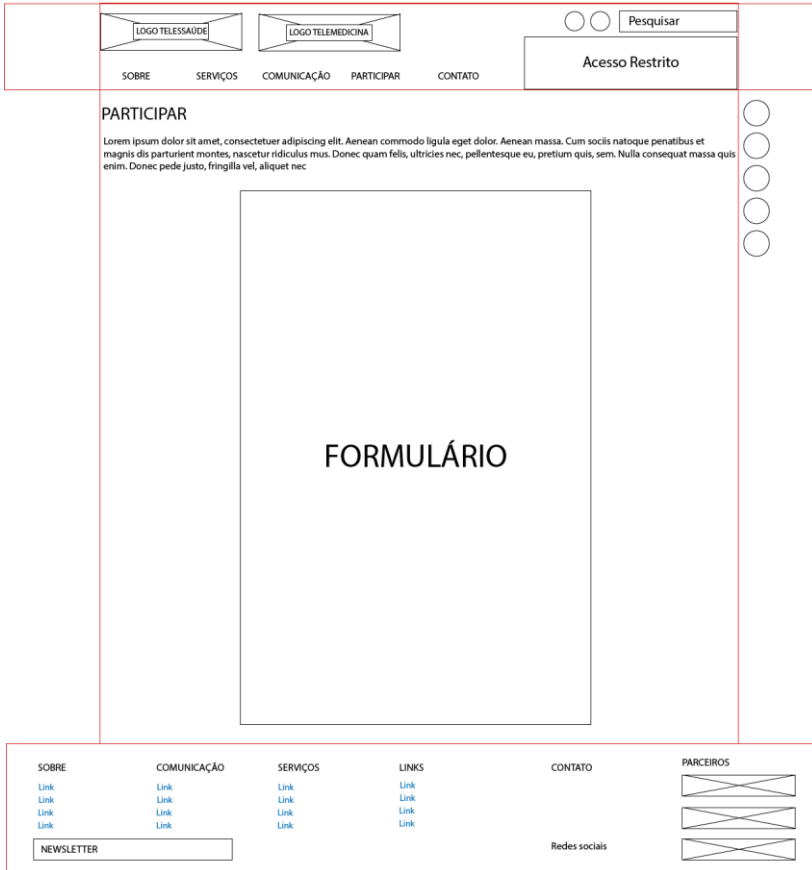 LOGO TELESSAÚDE
LOGO TELEMEDICINA
Pesquisar
Acesso Restrito
SOBRE SERVIÇOS COMUNICAÇÃO PARTICIPAR CONTATO
PARTICIPAR
Lorem ipsum dolor sit amet, consectetuer adipiscing elit. Aenean commodo ligula eget dolor. Aenean massa. Cum sociis natoque penatibus et
magnis dis parturient montes, nascetur ridiculus mus. Donec quam felis, ultricies nec, pellentesque eu, pretium quis, sem. Nulla consequat massa quis
enim. Donec pede justo, fringilla vel, aliquet nec
FORMULÁRIO
SOBRE
Link
Link
Link
Link
NEWSLETTER
COMUNICAÇÃO
Link
Link
Link
Link
SERVIÇOS
Link
Link
Link
Link
LINKS
Link
Link
Link
Link
CONTATO
Redes sociais
PARCEIROS